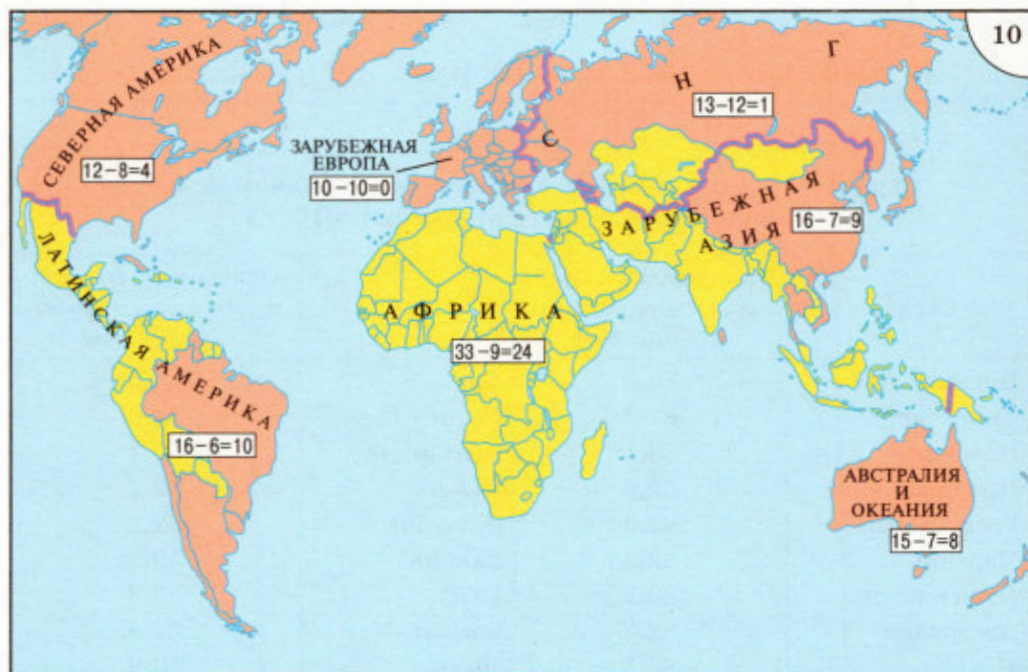 10
СЕВЕРНАЯ АМЕРИКА
12-8=4
ЗАРУБЕЖНАЯ
ЕВРОПА
10-10=0
СНГ
13-12=1
ЗАРУБЕЖНАЯ
АЗИЯ
16-7=9
ЛАТИНСКАЯ АМЕРИКА
16-6=10
АФРИКА
33-9=24
АВСТРАЛИЯ
И
ОКЕАНИЯ
15-7=8